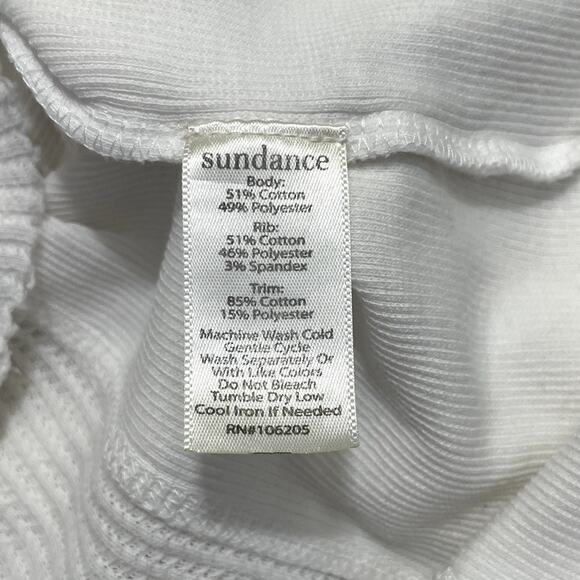 sundance
Body:
51% Cotton
49% Polyester
Rib:
51% Cotton
46% Polyester
3% Spandex
Trim:
85% Cotton
15% Polyester
Machine Wash Cold
Gentle Cycle
Wash Separately Or
With Like Colors
Do Not Bleach
Tumble Dry Low
Cool Iron If Needed
RN#106205